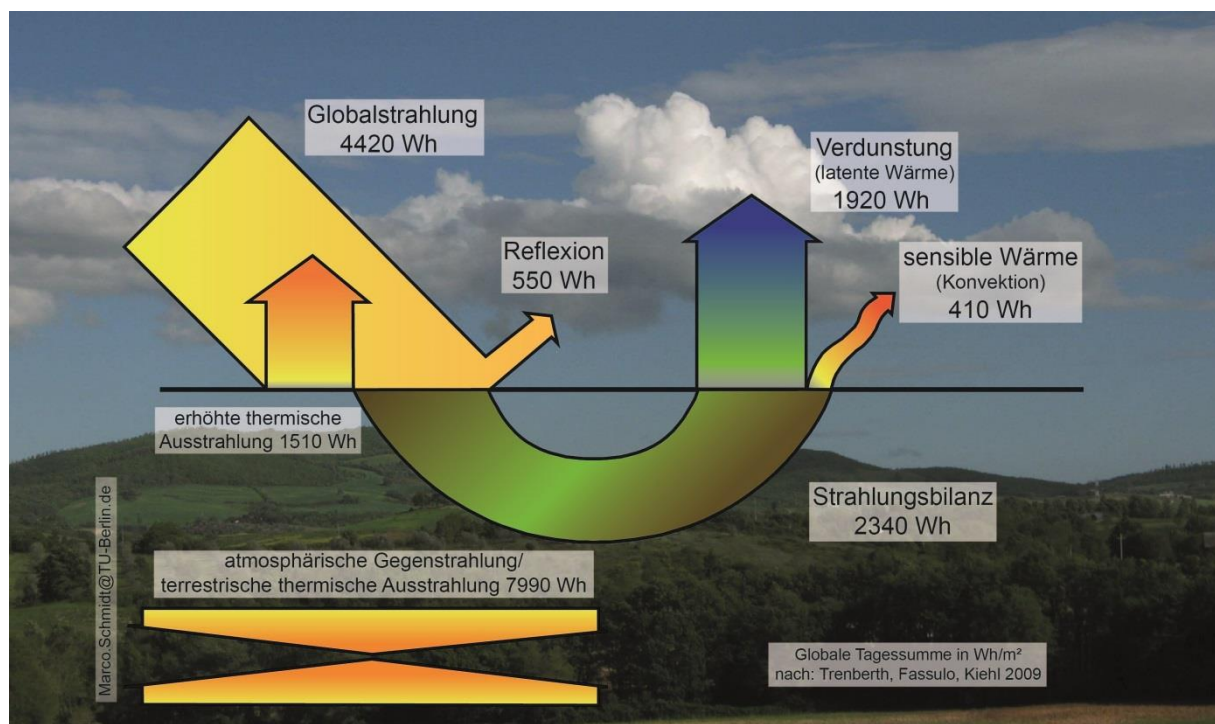 Globalstrahlung
4420 Wh
Verdunstung
(latente Wärme)
1920 Wh
Reflexion
550 Wh
sensible Wärme
(Konvektion)
410 Wh
erhöhte thermische
Ausstrahlung 1510 Wh
Strahlungsbilanz
2340 Wh
atmosphärische Gegenstrahlung/
terrestrische thermische Ausstrahlung 7990 Wh
Marco.Schmidt@TU-Berlin.de
Globale Tagessumme in Wh/m²
nach: Trenberth, Fassulo, Kiehl 2009